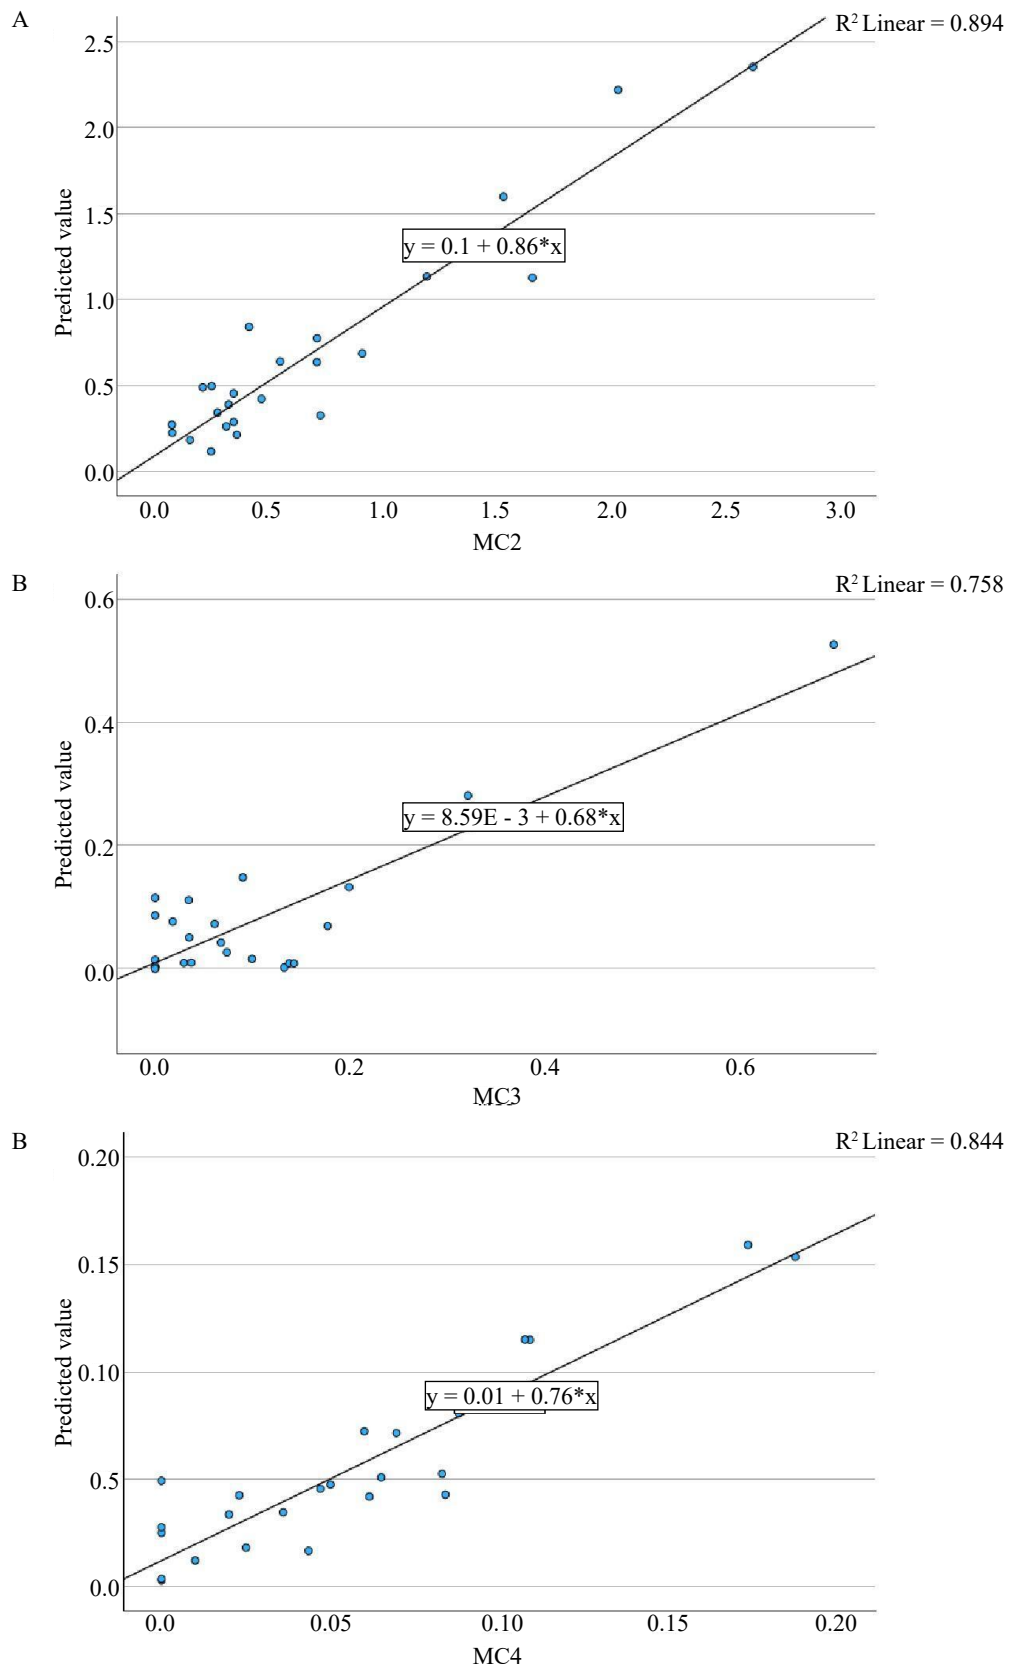 A
R² Linear = 0.894
2.5
2.0
1.5
1.0
0.5
0.0
Predicted value
y = 0.1 + 0.86*x
0.0 0.5 1.0 1.5 2.0 2.5 3.0
MC2
B
R² Linear = 0.758
0.6
0.4
0.2
0.0
Predicted value
y = 8.59E - 3 + 0.68*x
0.0 0.2 0.4 0.6
MC3
B
R² Linear = 0.844
0.20
0.15
0.10
0.5
0.0
Predicted value
y = 0.01 + 0.76*x
0.0 0.05 0.10 0.15 0.20
MC4